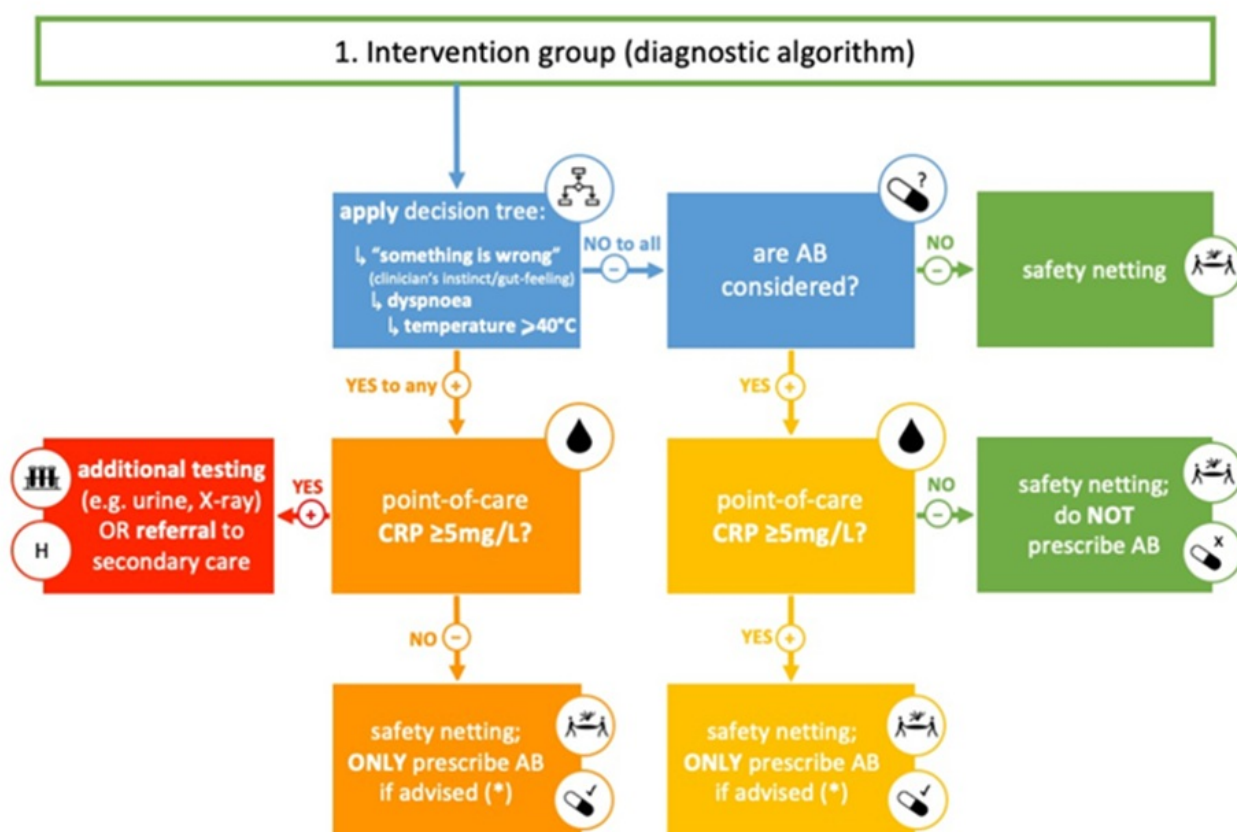 1. Intervention group (diagnostic algorithm)
apply decision tree:
↳ “something is wrong”
(clinician's instinct/gut-feeling)
↳ dyspnoea
↳ temperature ⩾40°C
NO to all
−
?
are AB
considered?
NO
−
safety netting
YES to any
+
YES
+
additional testing
(e.g. urine, X-ray)
OR referral to
secondary care
H
YES
+
point-of-care
CRP ≥5mg/L?
point-of-care
CRP ≥5mg/L?
NO
−
safety netting;
do NOT
prescribe AB
x
NO
−
YES
+
safety netting;
ONLY prescribe AB
if advised (*)
safety netting;
ONLY prescribe AB
if advised (*)